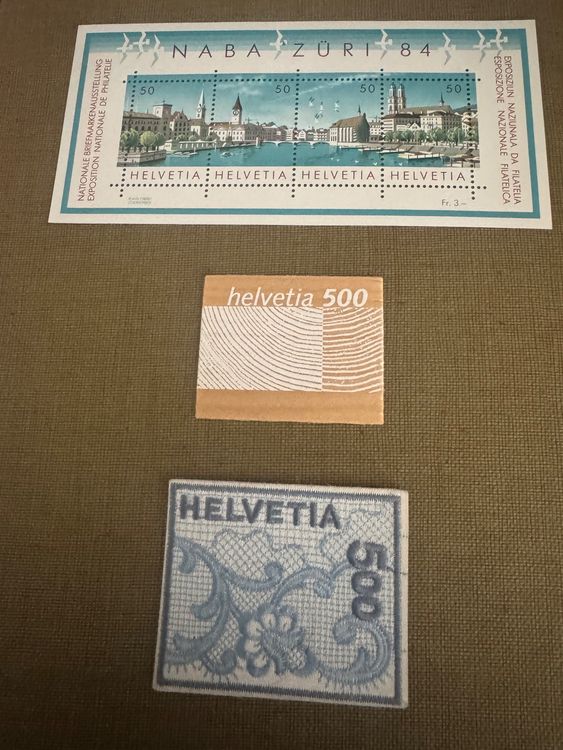 NABA ZÜRI 84
NATIONALE BRIEFMARKENAUSSTELLUNG
EXPOSITION NATIONALE DE PHILATELIE
50 50 50 50
HELVETIA HELVETIA HELVETIA HELVETIA
Fr. 3.–
EXPOSIZIUN NAZIUNALA DA FILATELIA
ESPOSIZIONE NAZIONALE FILATELICA
helvetia 500
HELVETIA
500